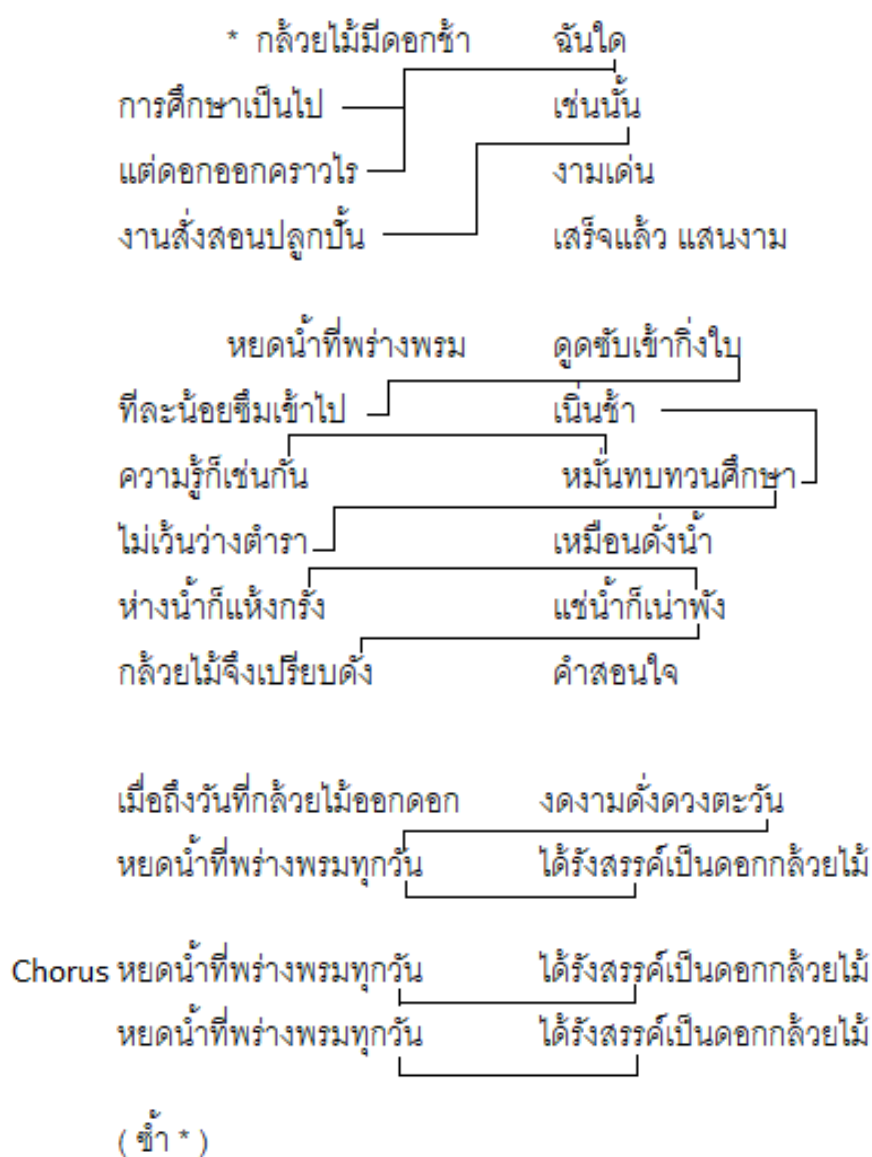 * กล้วยไม้มีดอกช้า ฉันใด
การศึกษาเป็นไป เช่นนั้น
แต่ดอกออกคราวไร งามเด่น
งานสั่งสอนปลูกปั้น เสร็จแล้ว แสนงาม
หยดน้ำที่พร่างพรม ดูดซับเข้ากิ่งใบ
ทีละน้อยซึมเข้าไป เนิ่นช้า
ความรู้ก็เช่นกัน หมั่นทบทวนศึกษา
ไม่เว้นว่างตำรา เหมือนดั่งน้ำ
ห่างน้ำก็แห้งกรัง แช่น้ำก็เน่าพัง
กล้วยไม้จึงเปรียบดั่ง คำสอนใจ
เมื่อถึงวันที่กล้วยไม้ออกดอก งดงามดั่งดวงตะวัน
หยดน้ำที่พร่างพรมทุกวัน ได้รังสรรค์เป็นดอกกล้วยไม้
Chorus หยดน้ำที่พร่างพรมทุกวัน ได้รังสรรค์เป็นดอกกล้วยไม้
หยดน้ำที่พร่างพรมทุกวัน ได้รังสรรค์เป็นดอกกล้วยไม้
( ซ้ำ * )